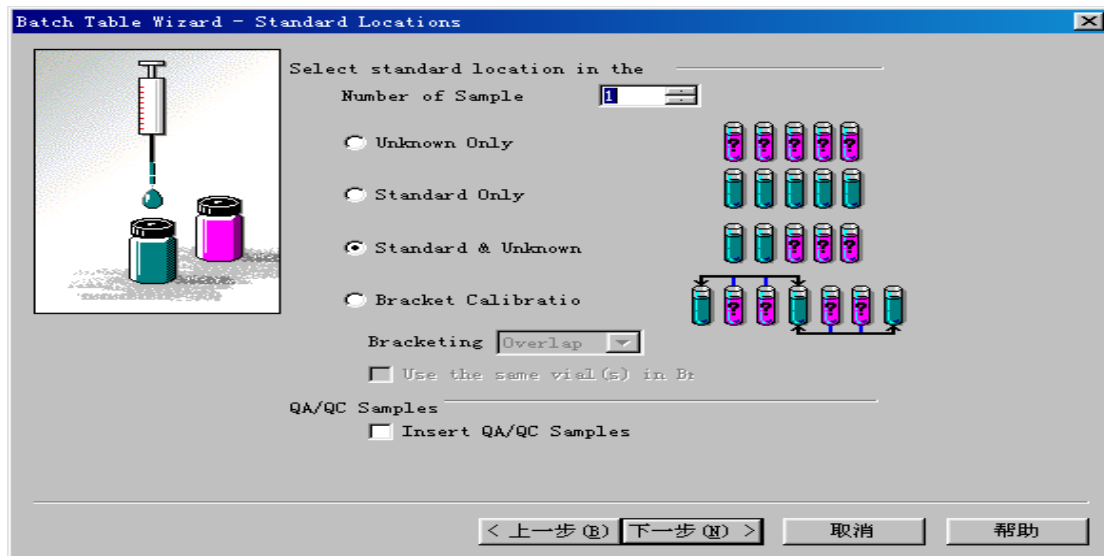 Batch Table Wizard - Standard Locations
Select standard location in the
Number of Sample 1
Unknown Only
? ? ? ? ?
Standard Only
Standard & Unknown
? ? ?
Bracket Calibratio
? ? ? ?
Bracketing Overlap
Use the same vial(s) in Br
QA/QC Samples
Insert QA/QC Samples
< 上一步(B) 下一步(N) > 取消 帮助